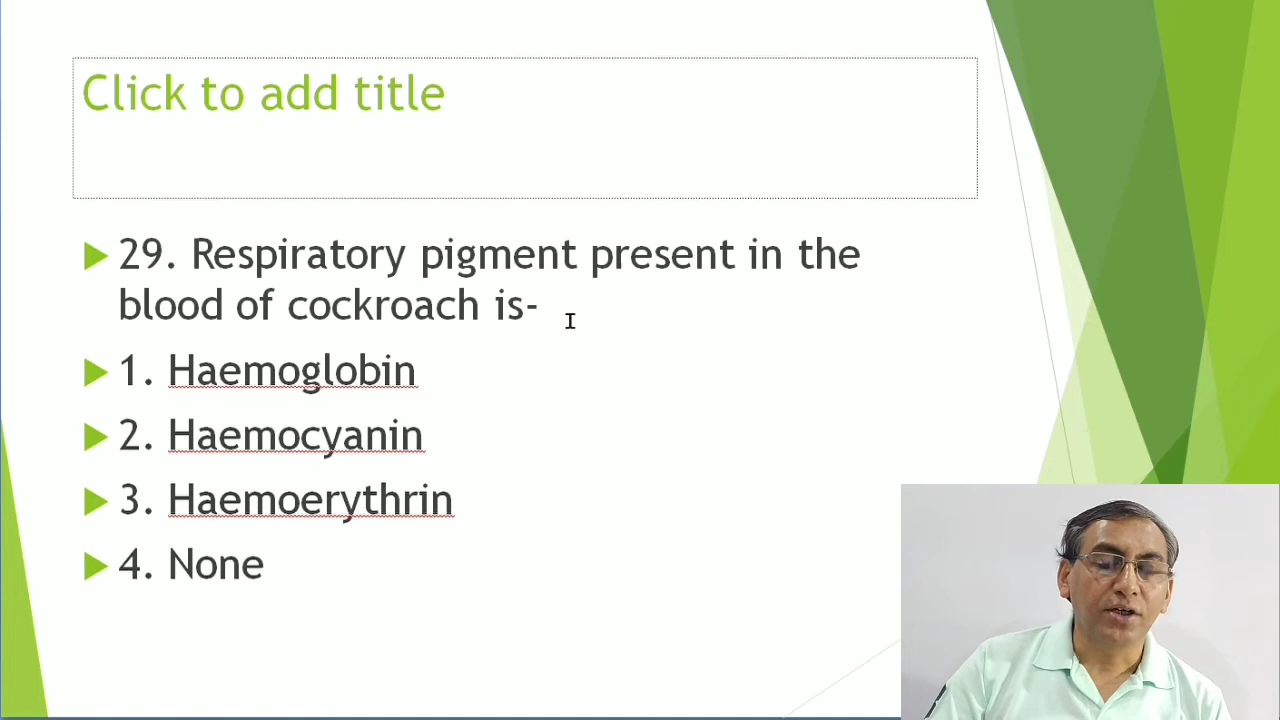 Click to add title
29. Respiratory pigment present in the
blood of cockroach is-
1. Haemoglobin
2. Haemocyanin
3. Haemoerythrin
4. None